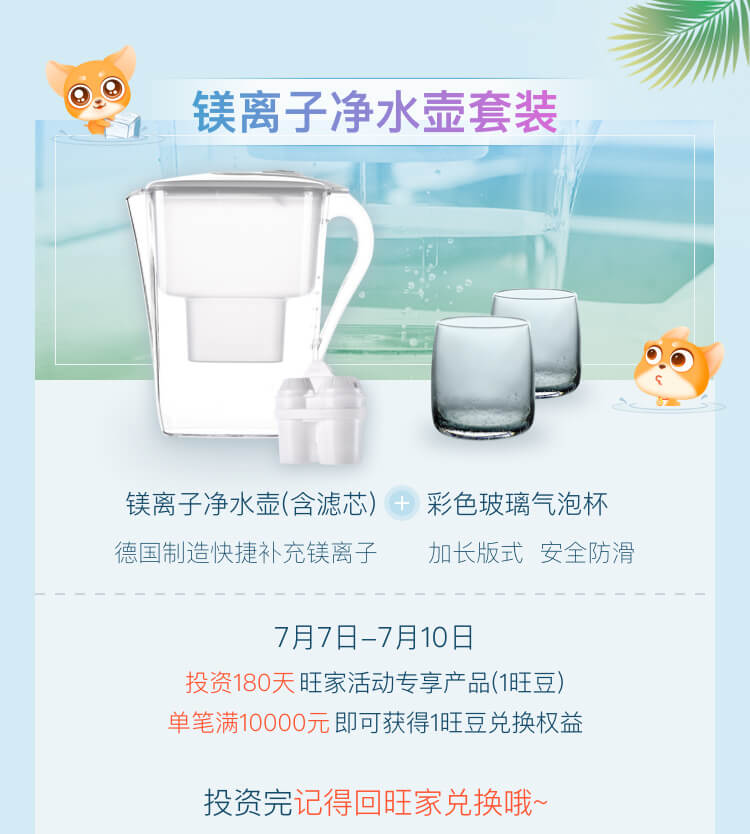 镁离子净水壶套装
镁离子净水壶(含滤芯) + 彩色玻璃气泡杯
德国制造快捷补充镁离子 加长版式 安全防滑
7月7日–7月10日
投资180天 旺家活动专享产品(1旺豆)
单笔满10000元 即可获得1旺豆兑换权益
投资完记得回旺家兑换哦~